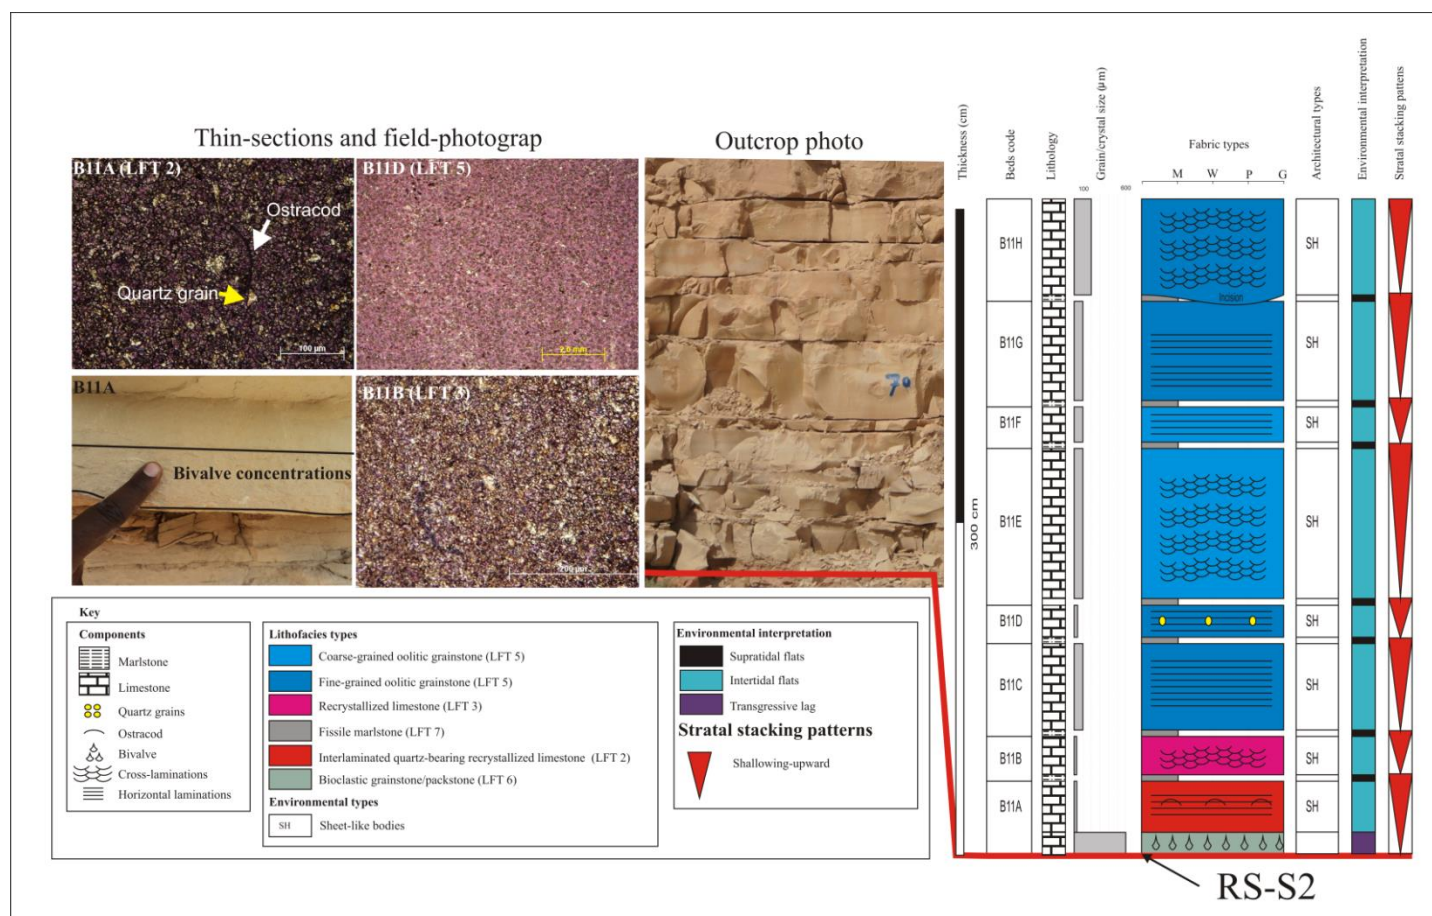 Thin-sections and field-photograp
Outcrop photo
B11A (LFT 2)
Ostracod
Quartz grain
100 µm
B11D (LFT 5)
2.0 mm
B11A
Bivalve concentrations
B11B (LFT 3)
200 µm
70
Key
Components
Marlstone
Limestone
Quartz grains
Ostracod
Bivalve
Cross-laminations
Horizontal laminations
Lithofacies types
Coarse-grained oolitic grainstone (LFT 5)
Fine-grained oolitic grainstone (LFT 5)
Recrystallized limestone (LFT 3)
Fissile marlstone (LFT 7)
Interlaminated quartz-bearing recrystallized limestone (LFT 2)
Bioclastic grainstone/packstone (LFT 6)
Environmental types
SH Sheet-like bodies
Environmental interpretation
Supratidal flats
Intertidal flats
Transgressive lag
Stratal stacking patterns
Shallowing-upward
Thickness (cm)
Beds code
Lithology
Grain/crystal size (µm)
Fabric types
Architectural types
Environmental interpretation
Stratal stacking pattens
100 600
M W P G
300 cm
B11H
SH
Incision
B11G
SH
B11F
SH
B11E
SH
B11D
SH
B11C
SH
B11B
SH
B11A
SH
RS-S2